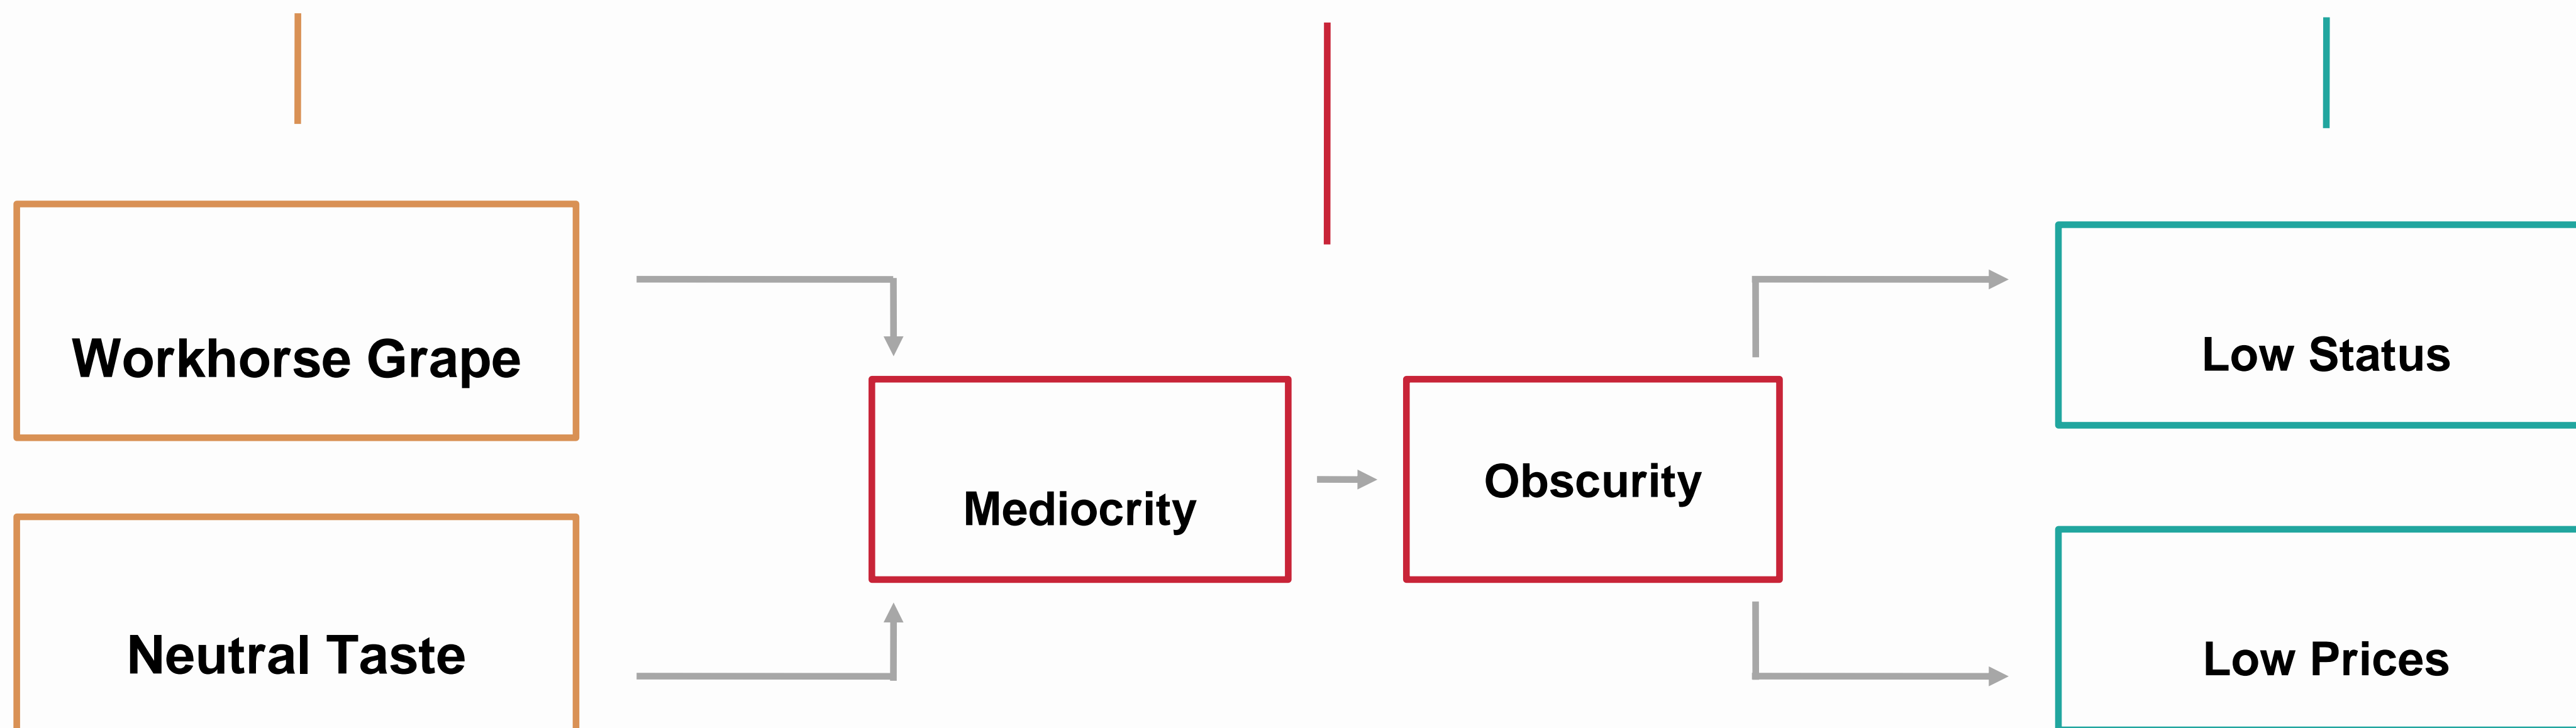 Workhorse Grape
Neutral Taste
Mediocrity
Obscurity
Low Status
Low Prices